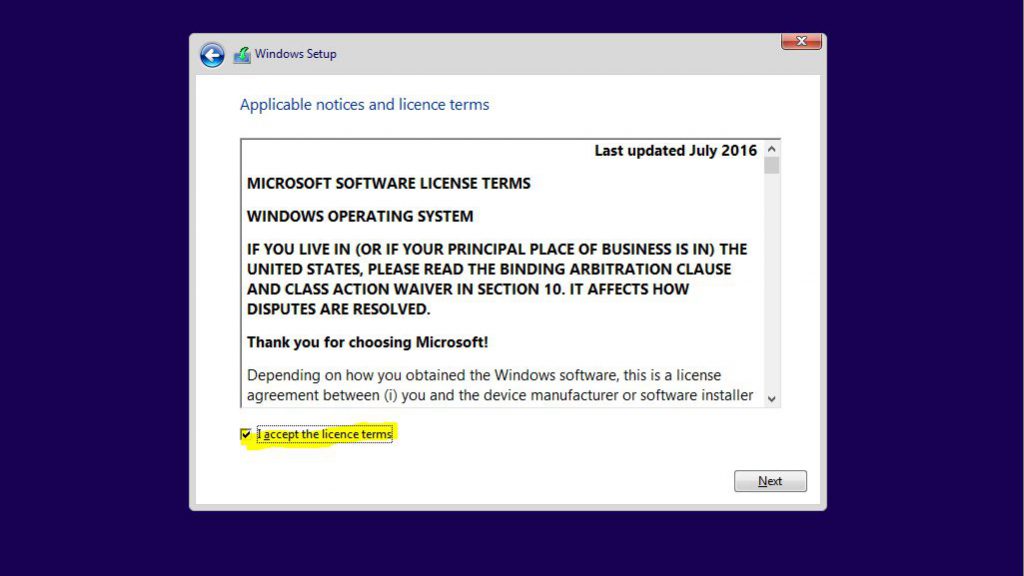 Windows Setup
Applicable notices and licence terms
Last updated July 2016
MICROSOFT SOFTWARE LICENSE TERMS
WINDOWS OPERATING SYSTEM
IF YOU LIVE IN (OR IF YOUR PRINCIPAL PLACE OF BUSINESS IS IN) THE
UNITED STATES, PLEASE READ THE BINDING ARBITRATION CLAUSE
AND CLASS ACTION WAIVER IN SECTION 10. IT AFFECTS HOW
DISPUTES ARE RESOLVED.
Thank you for choosing Microsoft!
Depending on how you obtained the Windows software, this is a license
agreement between (i) you and the device manufacturer or software installer
I accept the licence terms
Next